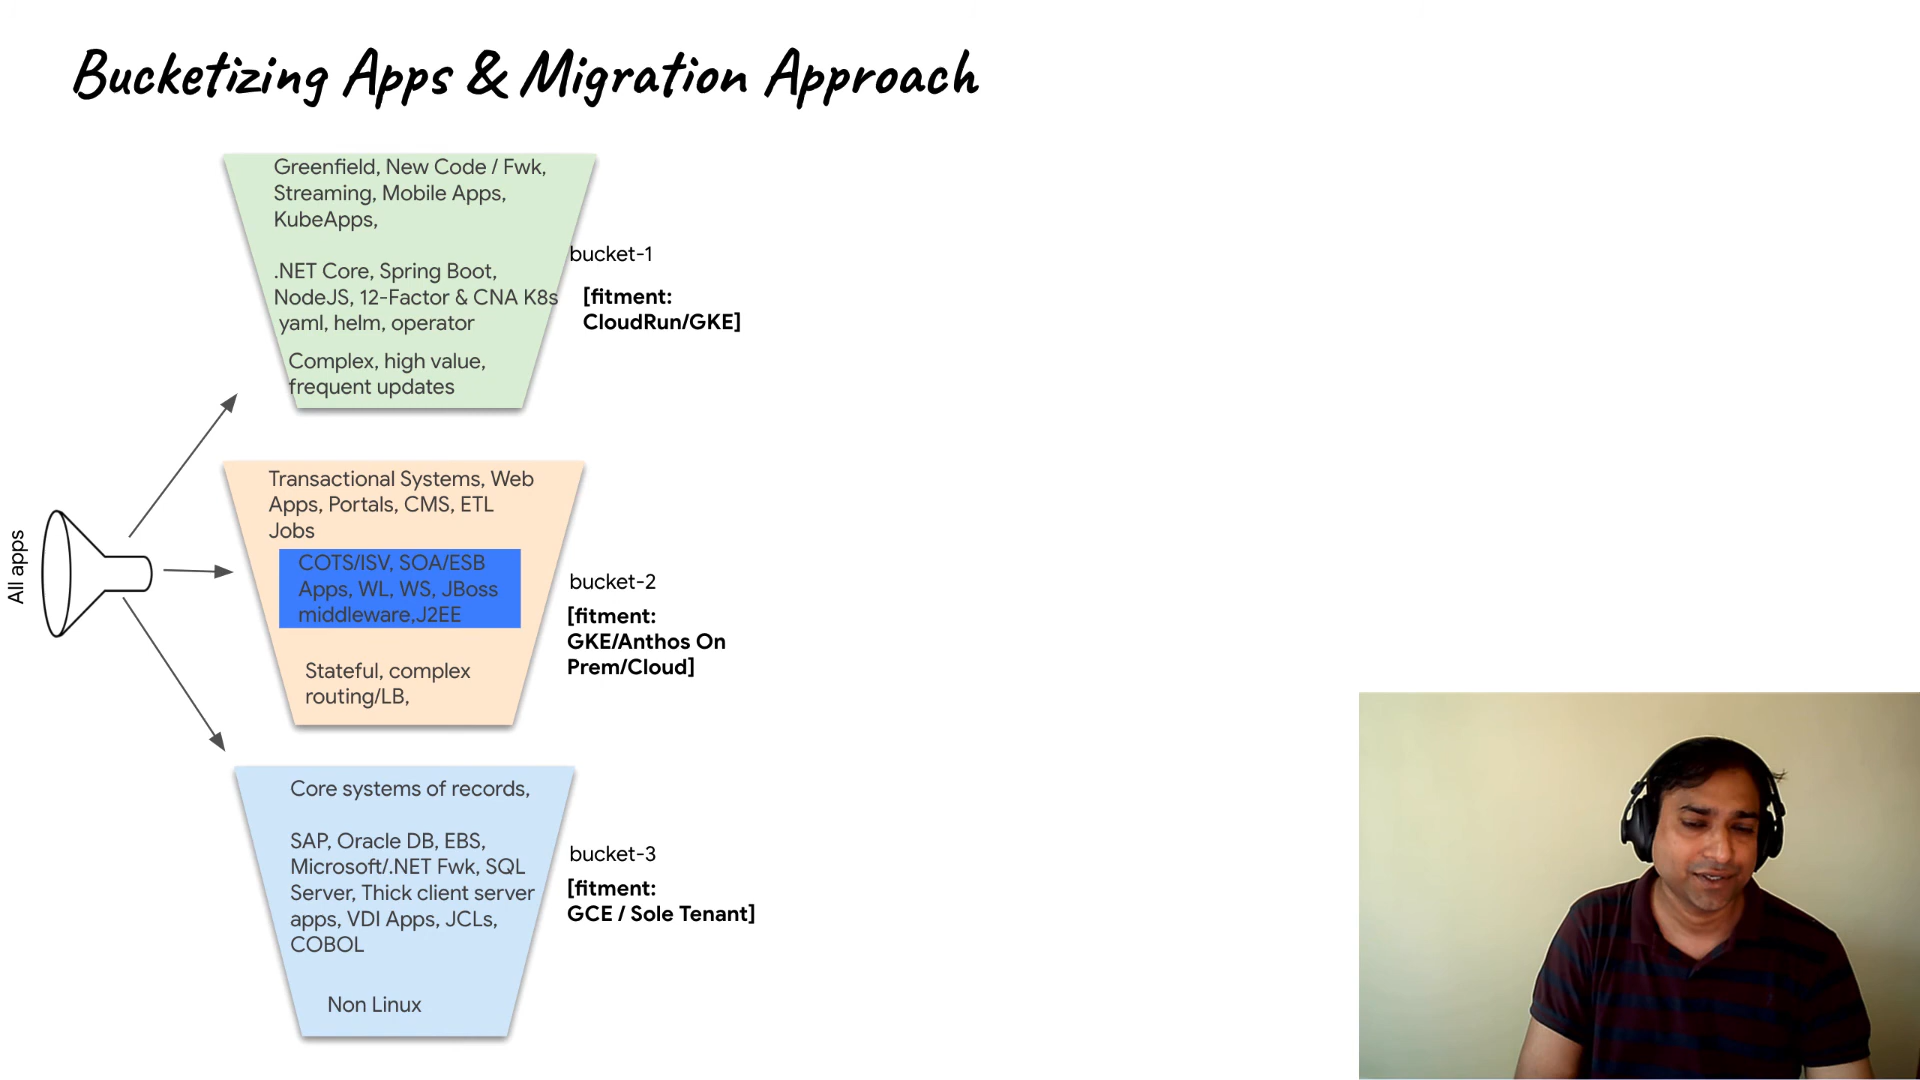 Bucketizing Apps & Migration Approach
Greenfield, New Code / Fwk,
Streaming, Mobile Apps,
KubeApps,
.NET Core, Spring Boot,
NodeJS, 12-Factor & CNA K8s
yaml, helm, operator
Complex, high value,
frequent updates
bucket-1
[fitment:
CloudRun/GKE]
All apps
Transactional Systems, Web
Apps, Portals, CMS, ETL
Jobs
COTS/ISV, SOA/ESB
Apps, WL, WS, JBoss
middleware,J2EE
Stateful, complex
routing/LB,
bucket-2
[fitment:
GKE/Anthos On
Prem/Cloud]
Core systems of records,
SAP, Oracle DB, EBS,
Microsoft/.NET Fwk, SQL
Server, Thick client server
apps, VDI Apps, JCLs,
COBOL
Non Linux
bucket-3
[fitment:
GCE / Sole Tenant]